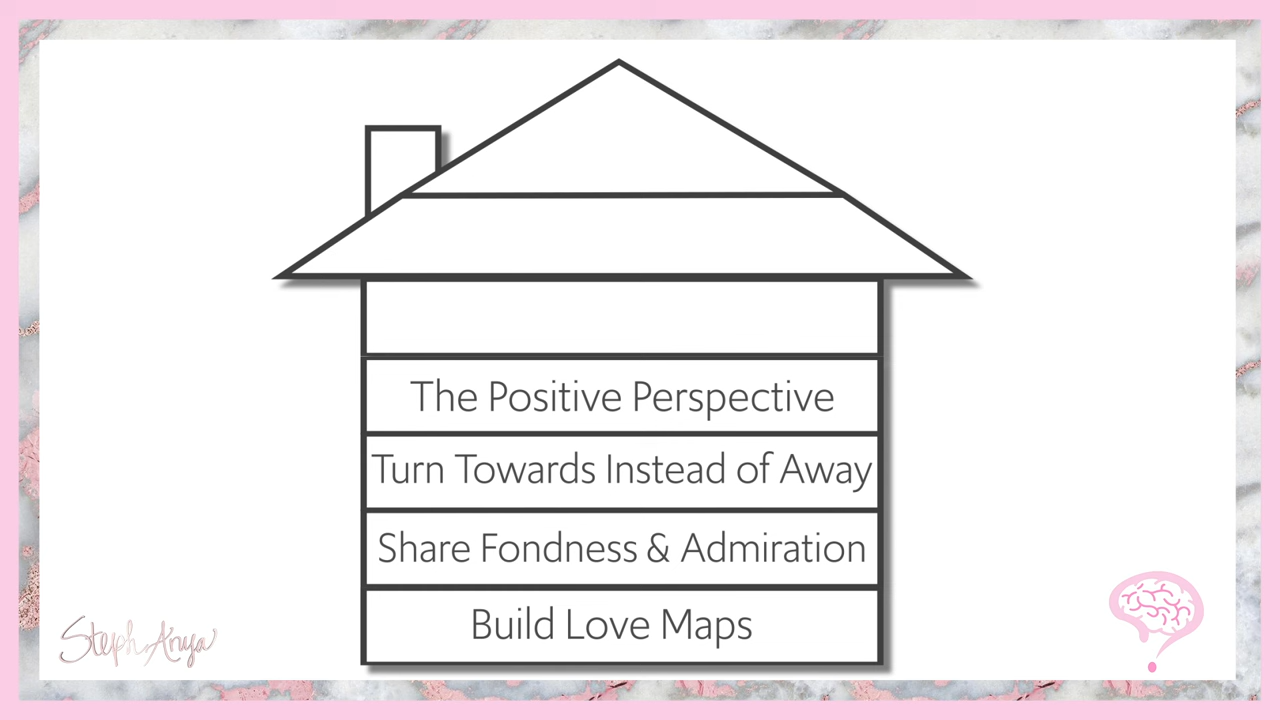 The Positive Perspective
Turn Towards Instead of Away
Share Fondness & Admiration
Build Love Maps
Steph Anya